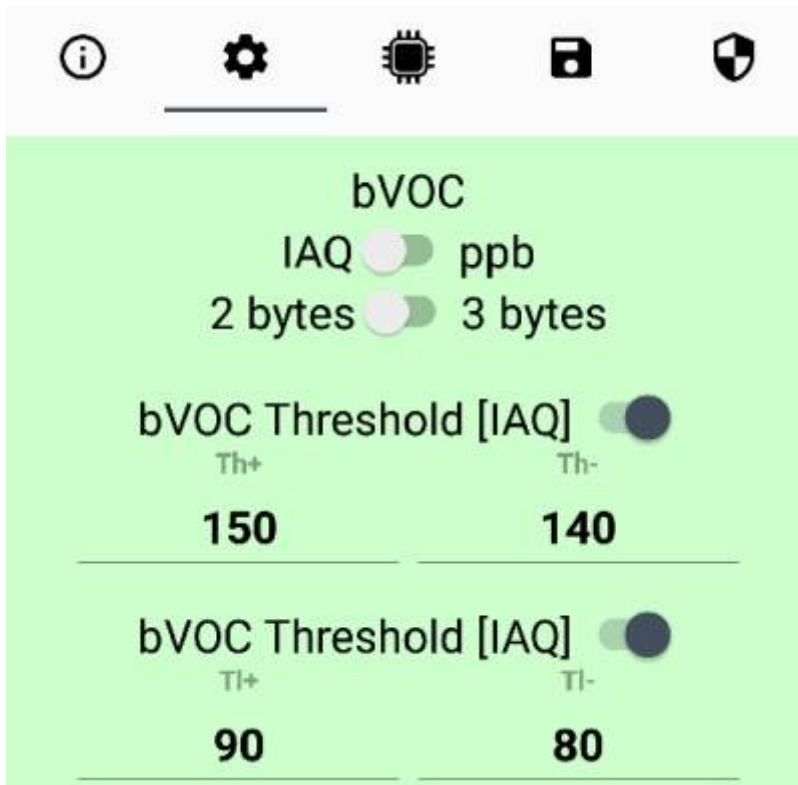 bVOC
IAQ ppb
2 bytes 3 bytes
bVOC Threshold [IAQ]
Th+ Th-
150 140
bVOC Threshold [IAQ]
Tl+ Tl-
90 80